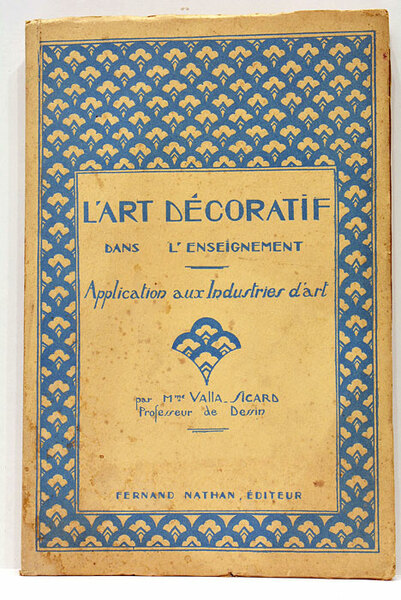 L'ART DÉCORATIF
DANS L'ENSEIGNEMENT
Application aux Industries d'art
par Mme VALLA-SICARD
Professeur de Dessin
FERNAND NATHAN, ÉDITEUR